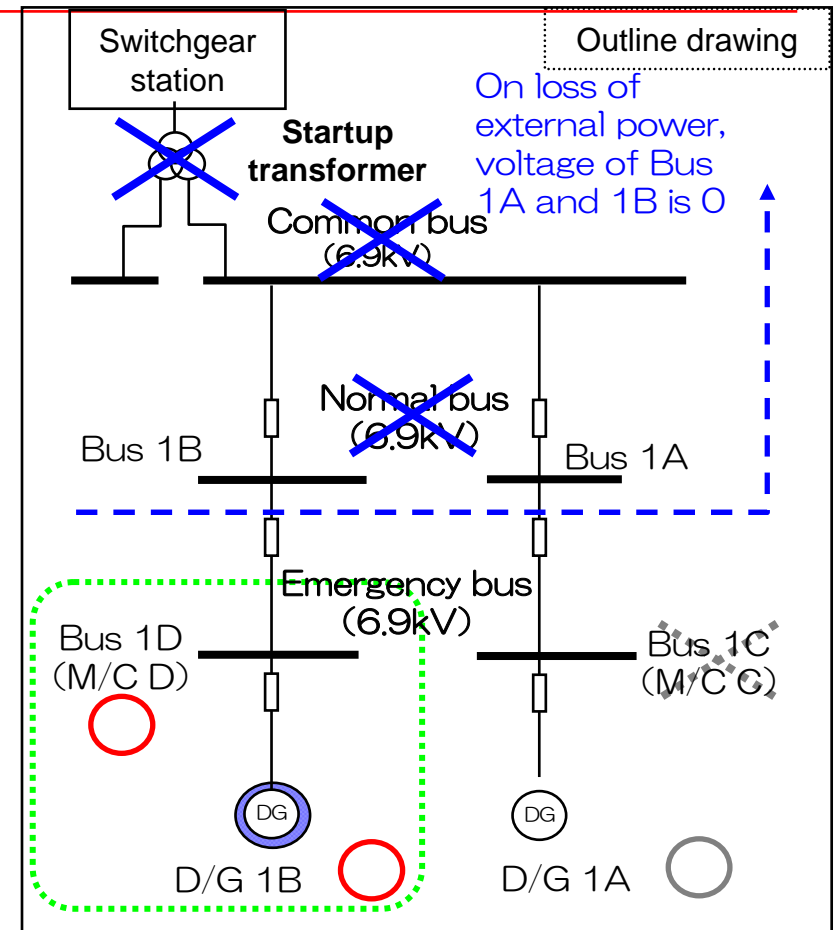 Switchgear
station
Outline drawing
On loss of
external power,
voltage of Bus
1A and 1B is 0
Startup
transformer
Common bus
(6.9kV)
Normal bus
(6.9kV)
Bus 1B
Bus 1A
Emergency bus
(6.9kV)
Bus 1D
(M/C D)
Bus 1C
(M/C C)
DG
DG
D/G 1B
D/G 1A